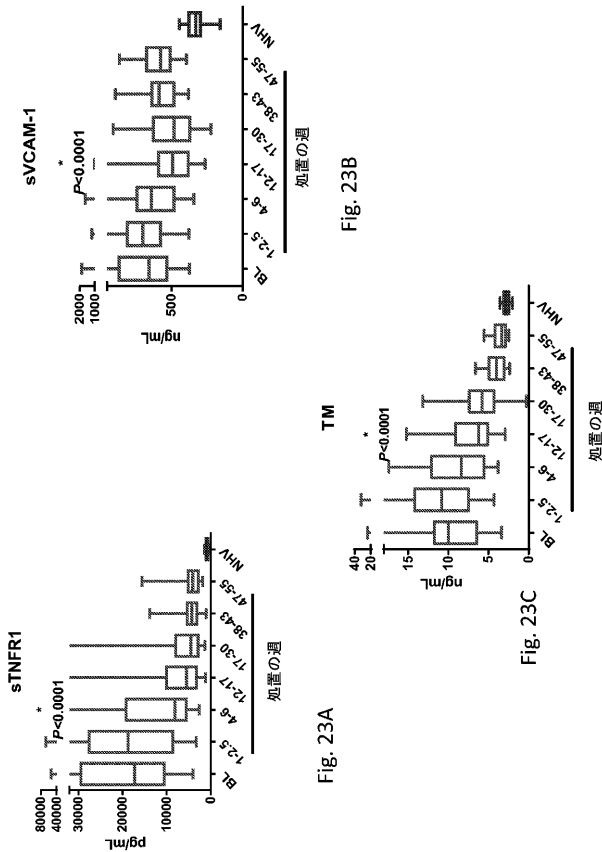 sTNFR1
80000
40000
30000
20000
10000
0
pg/mL
*
P<0.0001
BL
1-2.5
4-6
12-17
17-30
38-43
47-55
NHV
処置の週
Fig. 23A
sVCAM-1
2000
1000
500
0
ng/mL
*
P<0.0001
BL
1-2.5
4-6
12-17
17-30
38-43
47-55
NHV
処置の週
Fig. 23B
TM
40
20
15
10
5
0
ng/mL
*
P<0.0001
BL
1-2.5
4-6
12-17
17-30
38-43
47-55
NHV
処置の週
Fig. 23C